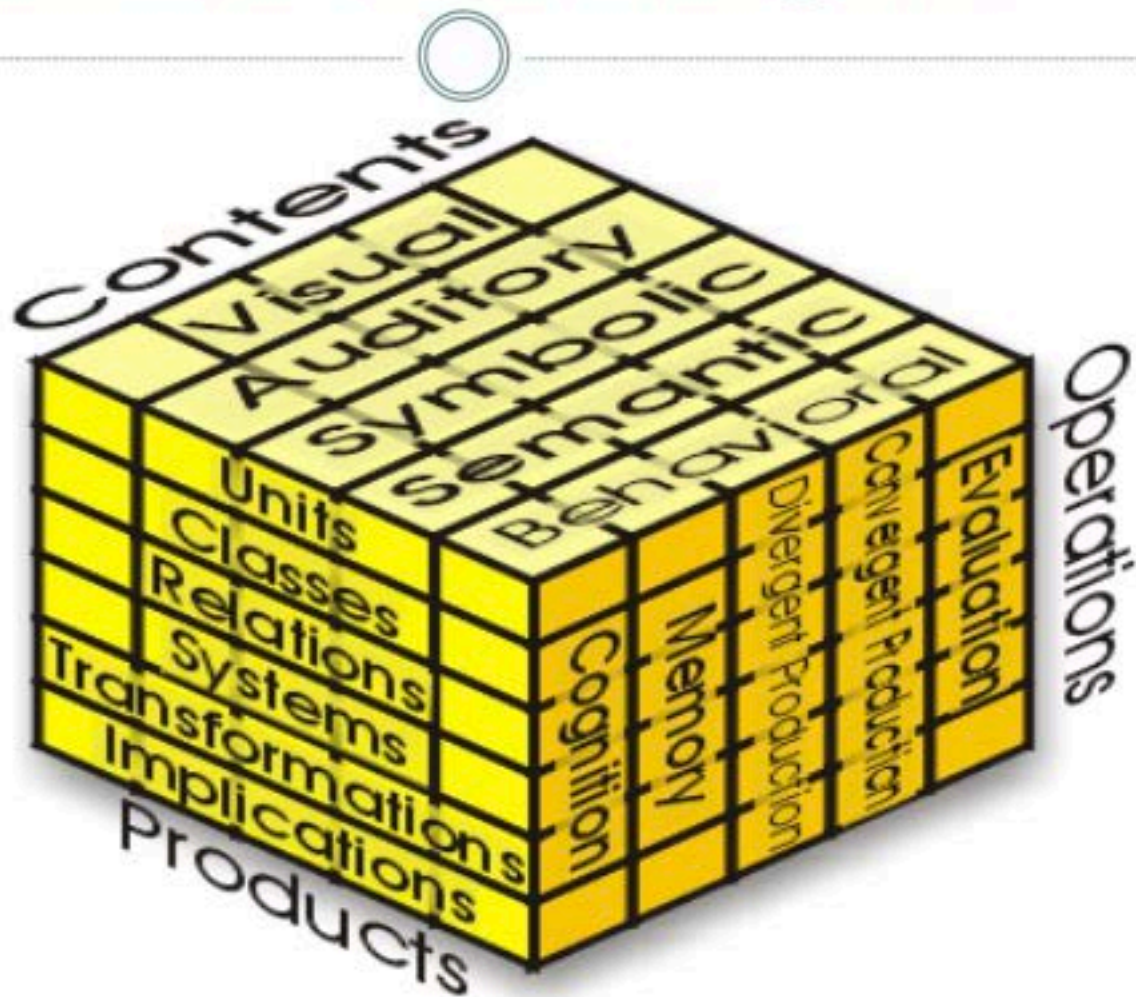 Contents
Visual
Auditory
Symbolic
Semantic
Behavioral
Units
Classes
Relations
Systems
Transformations
Implications
Products
Cognition
Memory
Divergent Production
Convergent Production
Evaluation
Operations